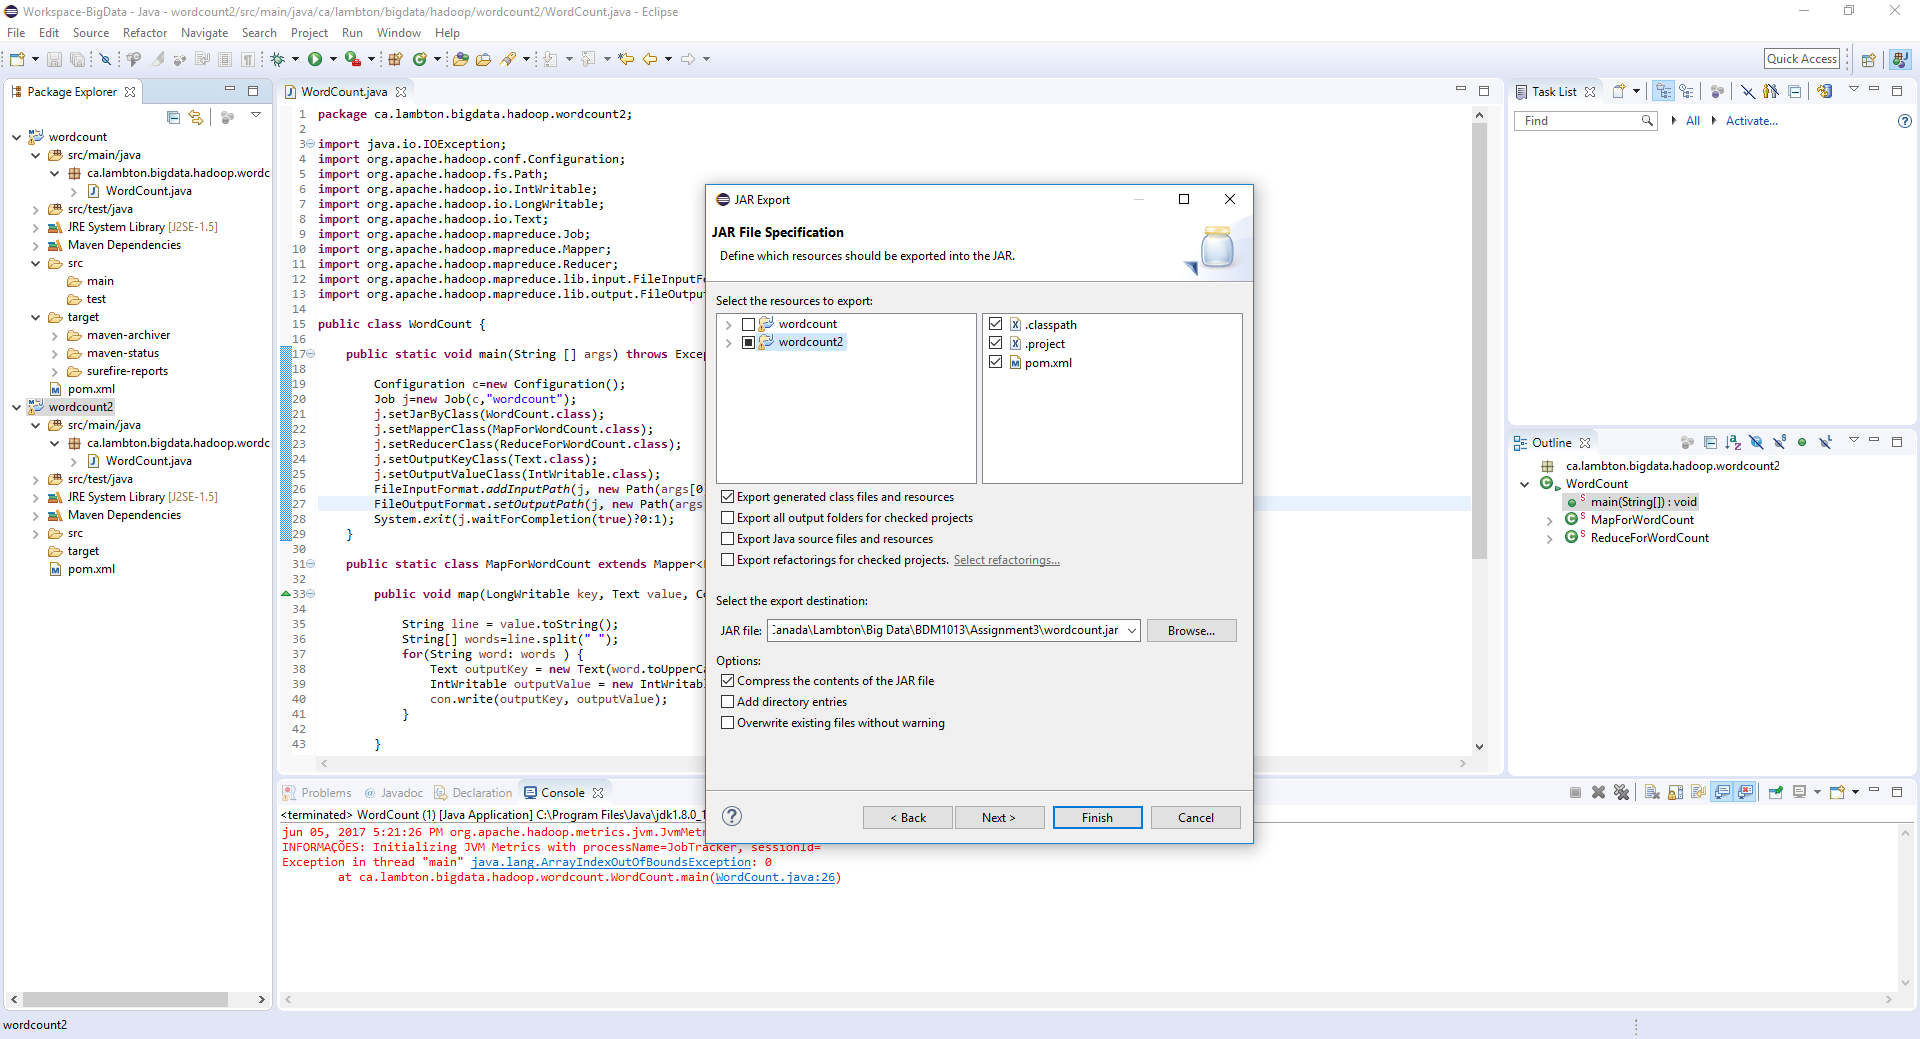 Workspace-BigData - Java - wordcount2/src/main/java/ca/lambton/bigdata/hadoop/wordcount2/WordCount.java - Eclipse
File Edit Source Refactor Navigate Search Project Run Window Help
Quick Access
Package Explorer
wordcount
src/main/java
ca.lambton.bigdata.hadoop.wordc
WordCount.java
src/test/java
JRE System Library [J2SE-1.5]
Maven Dependencies
src
main
test
target
maven-archiver
maven-status
surefire-reports
pom.xml
wordcount2
src/main/java
ca.lambton.bigdata.hadoop.wordc
WordCount.java
src/test/java
JRE System Library [J2SE-1.5]
Maven Dependencies
src
target
pom.xml
WordCount.java
1 package ca.lambton.bigdata.hadoop.wordcount2;
2
3 import java.io.IOException;
4 import org.apache.hadoop.conf.Configuration;
5 import org.apache.hadoop.fs.Path;
6 import org.apache.hadoop.io.IntWritable;
7 import org.apache.hadoop.io.LongWritable;
8 import org.apache.hadoop.io.Text;
9 import org.apache.hadoop.mapreduce.Job;
10 import org.apache.hadoop.mapreduce.Mapper;
11 import org.apache.hadoop.mapreduce.Reducer;
12 import org.apache.hadoop.mapreduce.lib.input.FileInputFo
13 import org.apache.hadoop.mapreduce.lib.output.FileOutpu
14
15 public class WordCount {
16
17 public static void main(String [] args) throws Excep
18
19 Configuration c=new Configuration();
20 Job j=new Job(c,"wordcount");
21 j.setJarByClass(WordCount.class);
22 j.setMapperClass(MapForWordCount.class);
23 j.setReducerClass(ReduceForWordCount.class);
24 j.setOutputKeyClass(Text.class);
25 j.setOutputValueClass(IntWritable.class);
26 FileInputFormat.addInputPath(j, new Path(args[0
27 FileOutputFormat.setOutputPath(j, new Path(args
28 System.exit(j.waitForCompletion(true)?0:1);
29 }
30
31 public static class MapForWordCount extends Mapper<
32
33 public void map(LongWritable key, Text value, Co
34
35 String line = value.toString();
36 String[] words=line.split(" ");
37 for(String word: words ) {
38 Text outputKey = new Text(word.toUpperCa
39 IntWritable outputValue = new IntWritabl
40 con.write(outputKey, outputValue);
41 }
42
43 }
JAR Export
JAR File Specification
Define which resources should be exported into the JAR.
Select the resources to export:
wordcount
wordcount2
.classpath
.project
pom.xml
Export generated class files and resources
Export all output folders for checked projects
Export Java source files and resources
Export refactorings for checked projects. Select refactorings...
Select the export destination:
JAR file: Canada\Lambton\Big Data\BDM1013\Assignment3\wordcount.jar Browse...
Options:
Compress the contents of the JAR file
Add directory entries
Overwrite existing files without warning
< Back Next > Finish Cancel
Task List
Find All Activate...
Outline
ca.lambton.bigdata.hadoop.wordcount2
WordCount
main(String[]) : void
MapForWordCount
ReduceForWordCount
Problems @ Javadoc Declaration Console
<terminated> WordCount (1) [Java Application] C:\Program Files\Java\jdk1.8.0_1
jun 05, 2017 5:21:26 PM org.apache.hadoop.metrics.jvm.JvmMetr
INFORMAÇÕES: Initializing JVM Metrics with processName=JobTracker, sessionId=
Exception in thread "main" java.lang.ArrayIndexOutOfBoundsException: 0
at ca.lambton.bigdata.hadoop.wordcount.WordCount.main(WordCount.java:26)
wordcount2